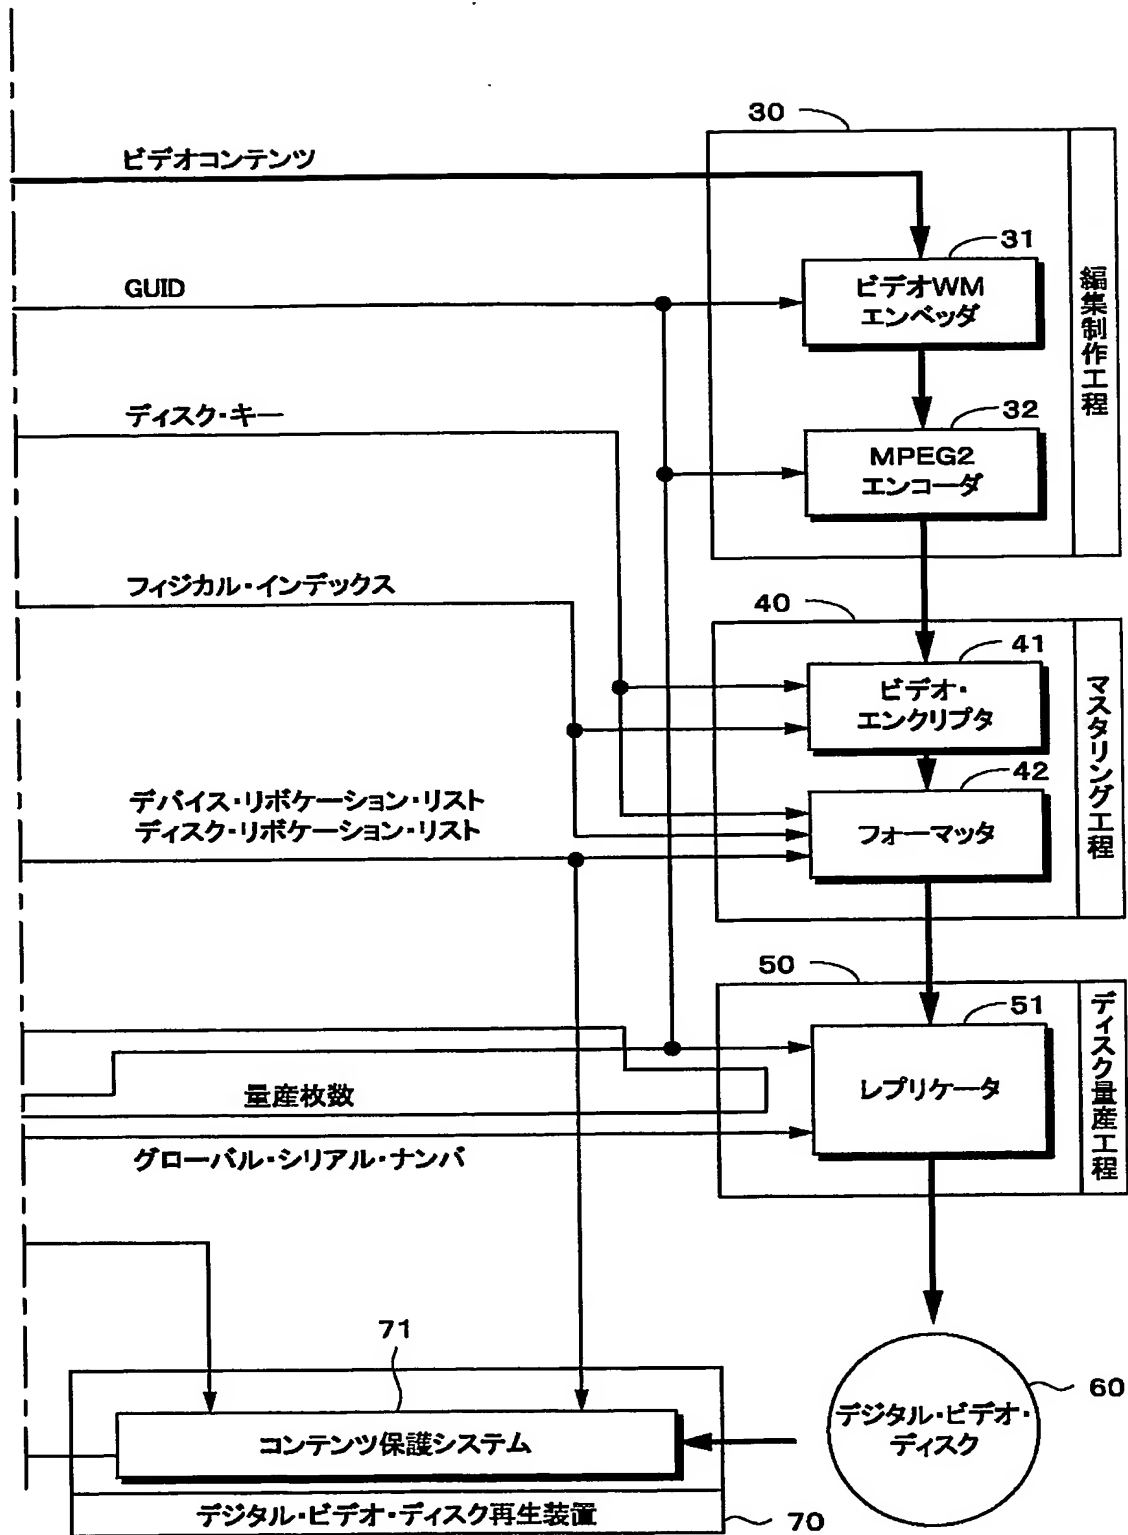 30
ビデオコンテンツ
31
GUID
ビデオWM
エンベッダ
編集制作工程
ディスク・キー
32
MPEG2
エンコーダ
フィジカル・インデックス
40
41
ビデオ・
エンクリプタ
マスタリング工程
42
デバイス・リボケーション・リスト
ディスク・リボケーション・リスト
フォーマッタ
50
51
ディスク量産工程
レプリケータ
量産枚数
グローバル・シリアル・ナンバ
71
60
デジタル・ビデオ・
ディスク
コンテンツ保護システム
デジタル・ビデオ・ディスク再生装置
70